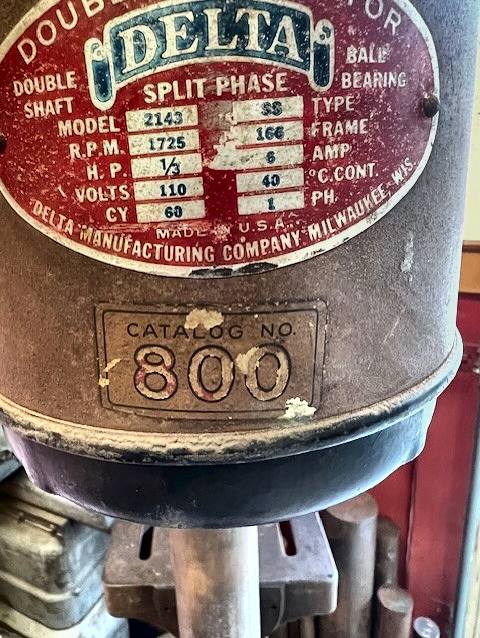 DELTA
DOUBLE SHAFT
BALL BEARING
SPLIT PHASE
MODEL 2143 SS TYPE
R.P.M. 1725 166 FRAME
H.P. 1/3 6 AMP
VOLTS 110 40 °C.CONT.
CY 60 1 PH.
MADE IN U.S.A.
DELTA MANUFACTURING COMPANY-MILWAUKEE, WIS.
CATALOG NO.
800